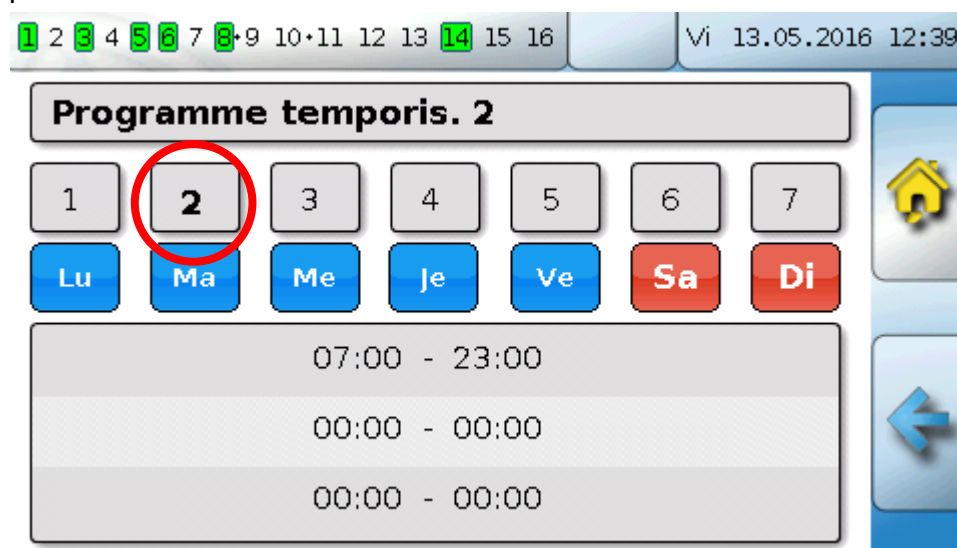 1 2 3 4 5 6 7 8•9 10•11 12 13 14 15 16 Vi 13.05.2016 12:39
Programme temporis. 2
1 2 3 4 5 6 7
Lu Ma Me Je Ve Sa Di
07:00 - 23:00
00:00 - 00:00
00:00 - 00:00